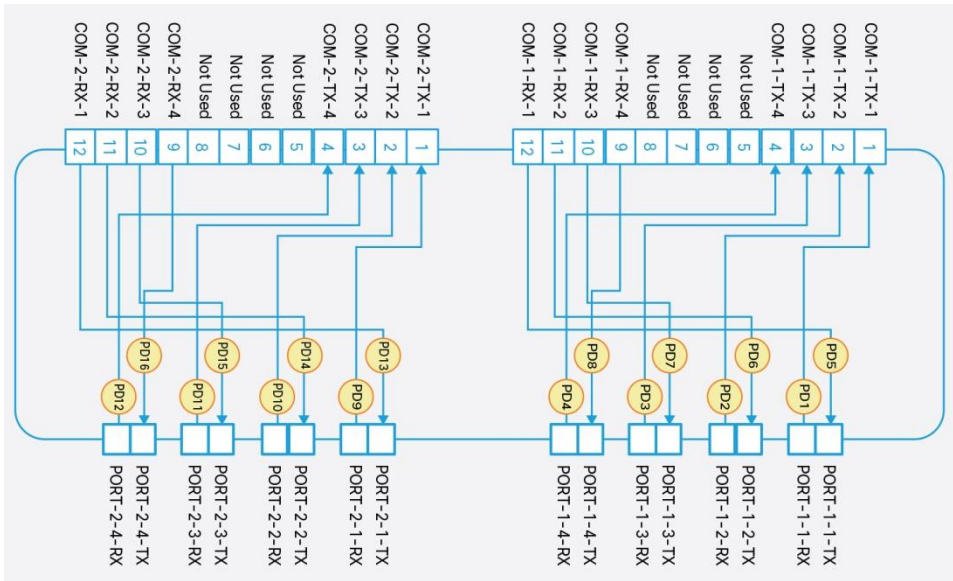 COM-2-RX-1
COM-2-RX-2
COM-2-RX-3
COM-2-RX-4
Not Used
Not Used
Not Used
Not Used
COM-2-TX-4
COM-2-TX-3
COM-2-TX-2
COM-2-TX-1
COM-1-RX-1
COM-1-RX-2
COM-1-RX-3
COM-1-RX-4
Not Used
Not Used
Not Used
Not Used
COM-1-TX-4
COM-1-TX-3
COM-1-TX-2
COM-1-TX-1
12
11
10
9
8
7
6
5
4
3
2
1
12
11
10
9
8
7
6
5
4
3
2
1
PD16
PD15
PD14
PD13
PD8
PD7
PD6
PD5
PD12
PD11
PD10
PD9
PD4
PD3
PD2
PD1
PORT-2-4-RX
PORT-2-4-TX
PORT-2-3-RX
PORT-2-3-TX
PORT-2-2-RX
PORT-2-2-TX
PORT-2-1-RX
PORT-2-1-TX
PORT-1-4-RX
PORT-1-4-TX
PORT-1-3-RX
PORT-1-3-TX
PORT-1-2-RX
PORT-1-2-TX
PORT-1-1-RX
PORT-1-1-TX